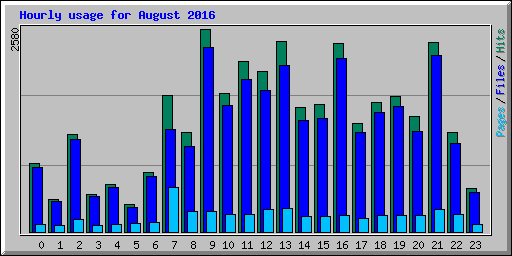 Hourly usage for August 2016
2580
Pages/Files/Hits
0 1 2 3 4 5 6 7 8 9 10 11 12 13 14 15 16 17 18 19 20 21 22 23